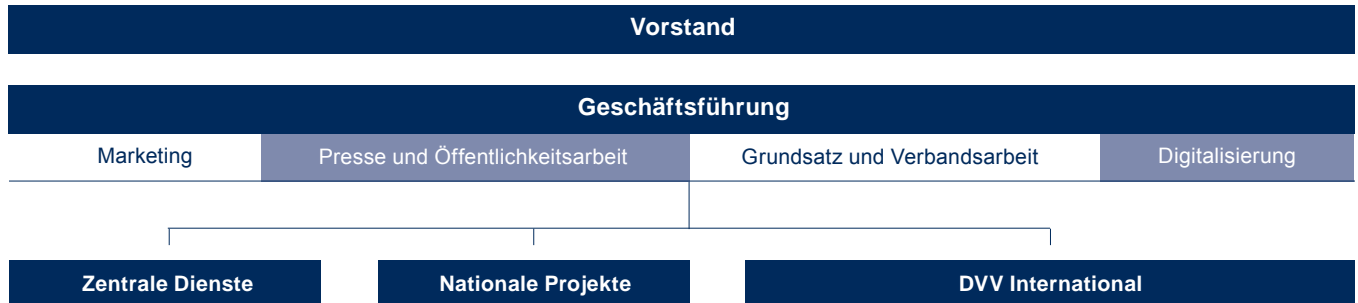 Vorstand
Geschäftsführung
Marketing Presse und Öffentlichkeitsarbeit Grundsatz und Verbandsarbeit Digitalisierung
Zentrale Dienste Nationale Projekte DVV International